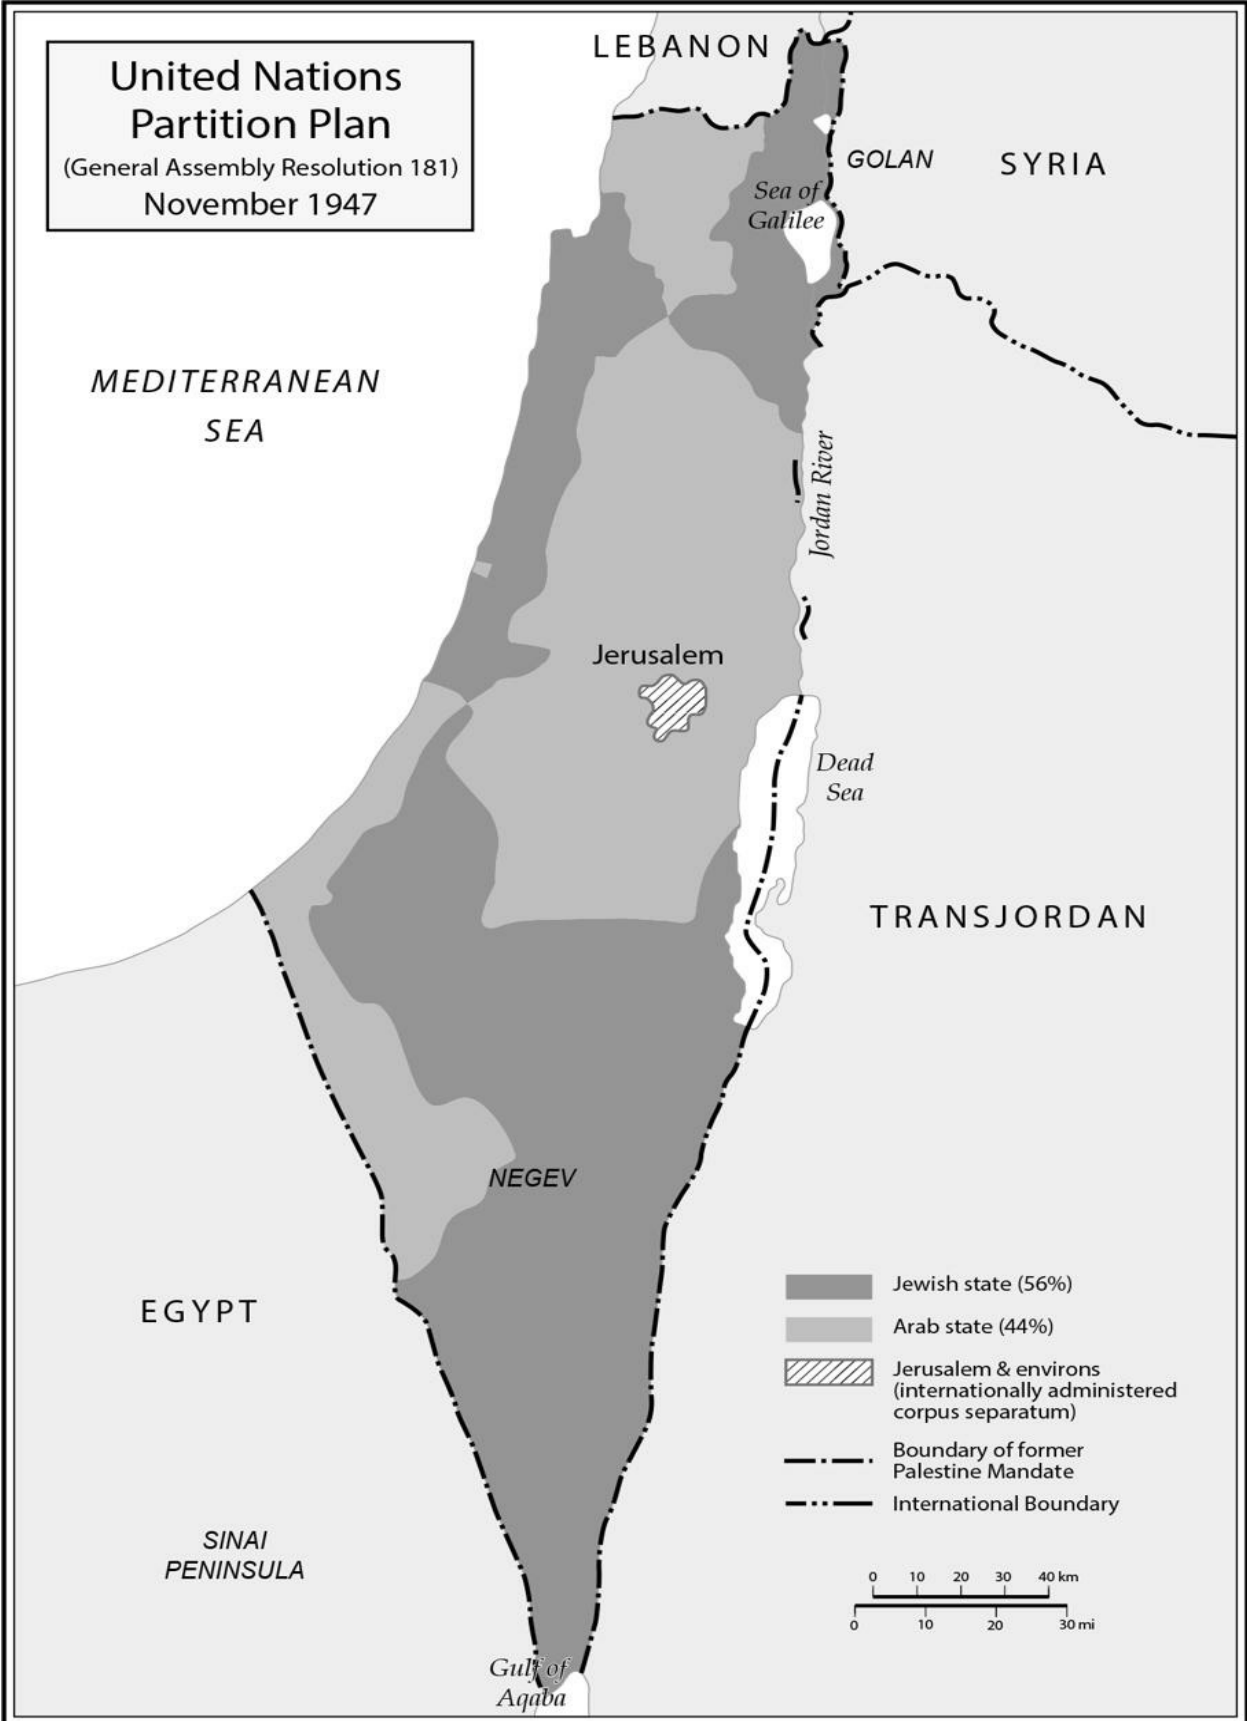 United Nations
Partition Plan
(General Assembly Resolution 181)
November 1947
LEBANON
GOLAN
SYRIA
Sea of
Galilee
MEDITERRANEAN
SEA
Jordan River
Jerusalem
Dead
Sea
TRANSJORDAN
NEGEV
EGYPT
SINAI
PENINSULA
Gulf of
Aqaba
Jewish state (56%)
Arab state (44%)
Jerusalem & environs
(internationally administered
corpus separatum)
Boundary of former
Palestine Mandate
International Boundary
0 10 20 30 40 km
0 10 20 30 mi